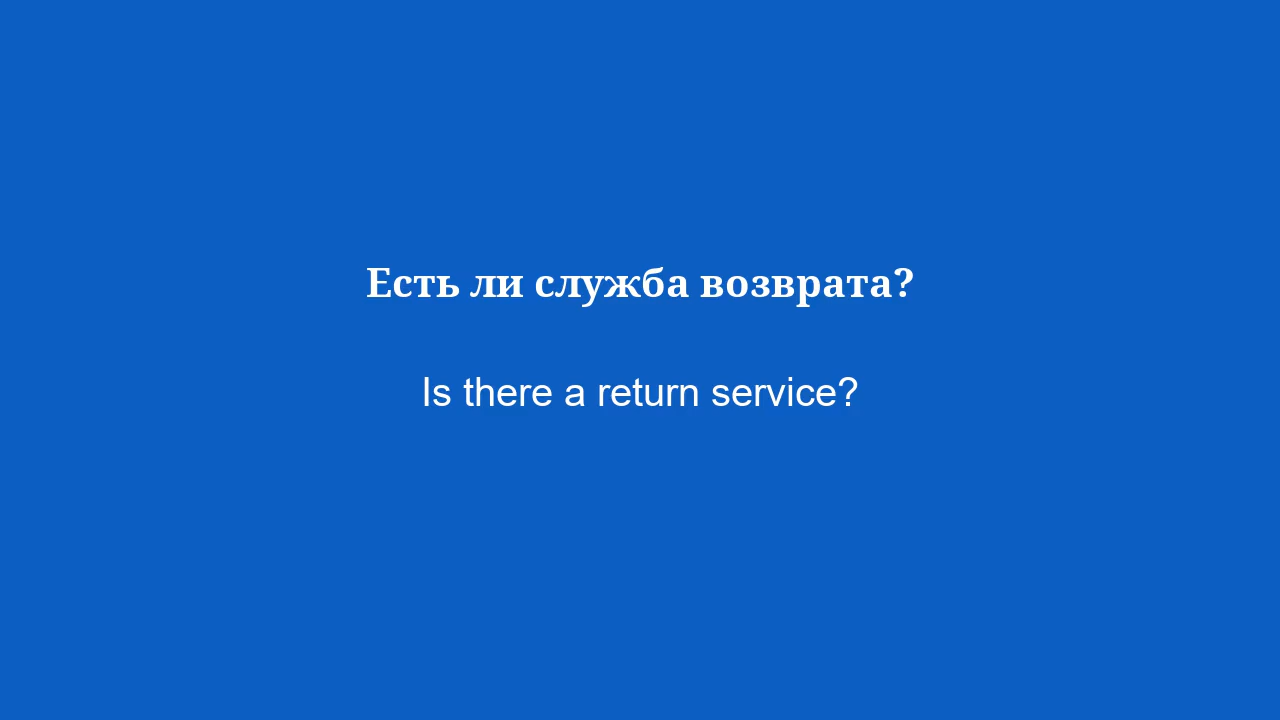 Есть ли служба возврата?
Is there a return service?